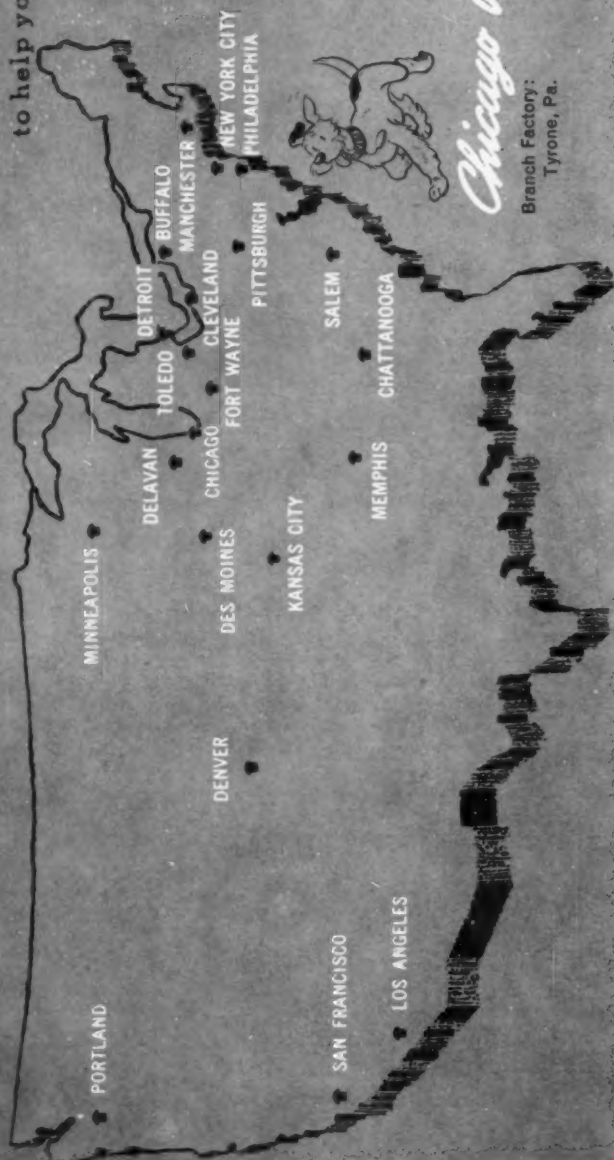 to help
PORTLAND
MINNEAPOLIS
DELAVAN
TOLEDO
DETROIT
BUFFALO
MANCHESTER
NEW YORK CITY
PHILADELPHIA
CLEVELAND
FORT WAYNE
CHICAGO
DES MOINES
DENVER
PITTSBURGH
KANSAS CITY
SALEM
CHATTANOOGA
MEMPHIS
SAN FRANCISCO
LOS ANGELES
Chicago
Branch Factory:
Tyrone, Pa.